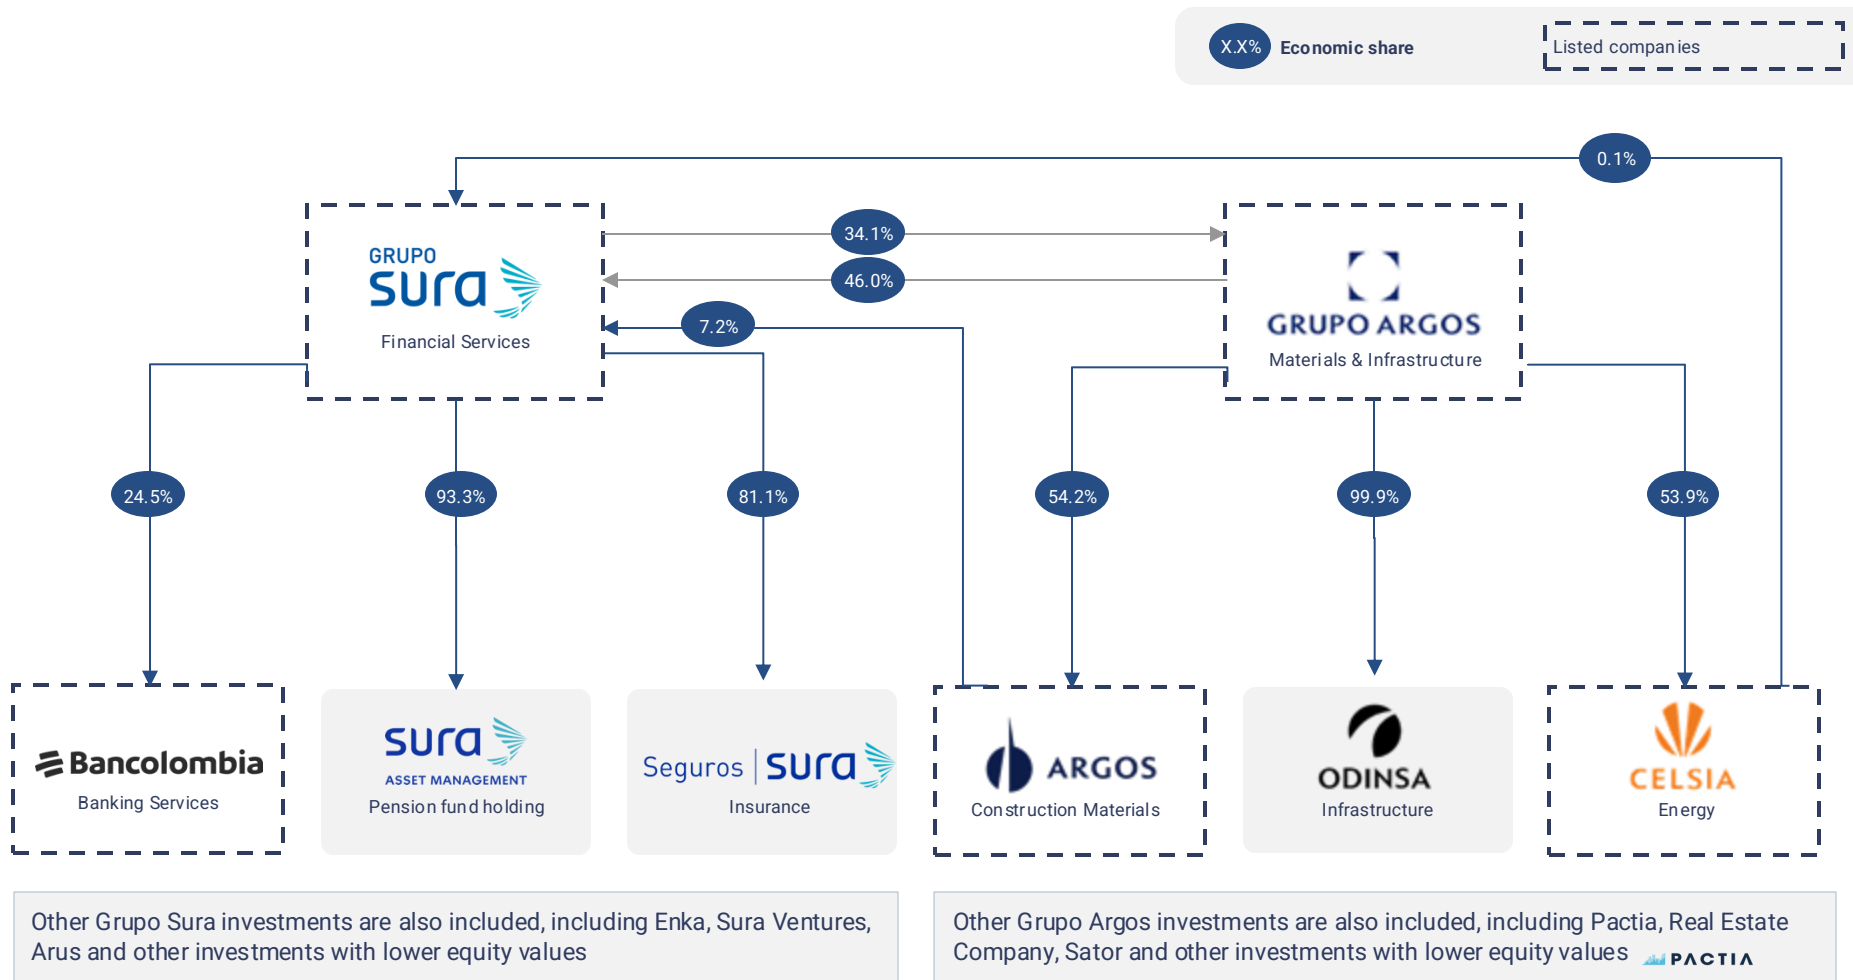 X.X% Economic share
Listed companies
0.1%
34.1%
46.0%
7.2%
GRUPO
sura
Financial Services
GRUPO ARGOS
Materials & Infrastructure
24.5%
93.3%
81.1%
54.2%
99.9%
53.9%
Bancolombia
Banking Services
sura
ASSET MANAGEMENT
Pension fund holding
Seguros | sura
Insurance
ARGOS
Construction Materials
ODINSA
Infrastructure
CELSIA
Energy
Other Grupo Sura investments are also included, including Enka, Sura Ventures,
Arus and other investments with lower equity values
Other Grupo Argos investments are also included, including Pactia, Real Estate
Company, Sator and other investments with lower equity values
PACTIA